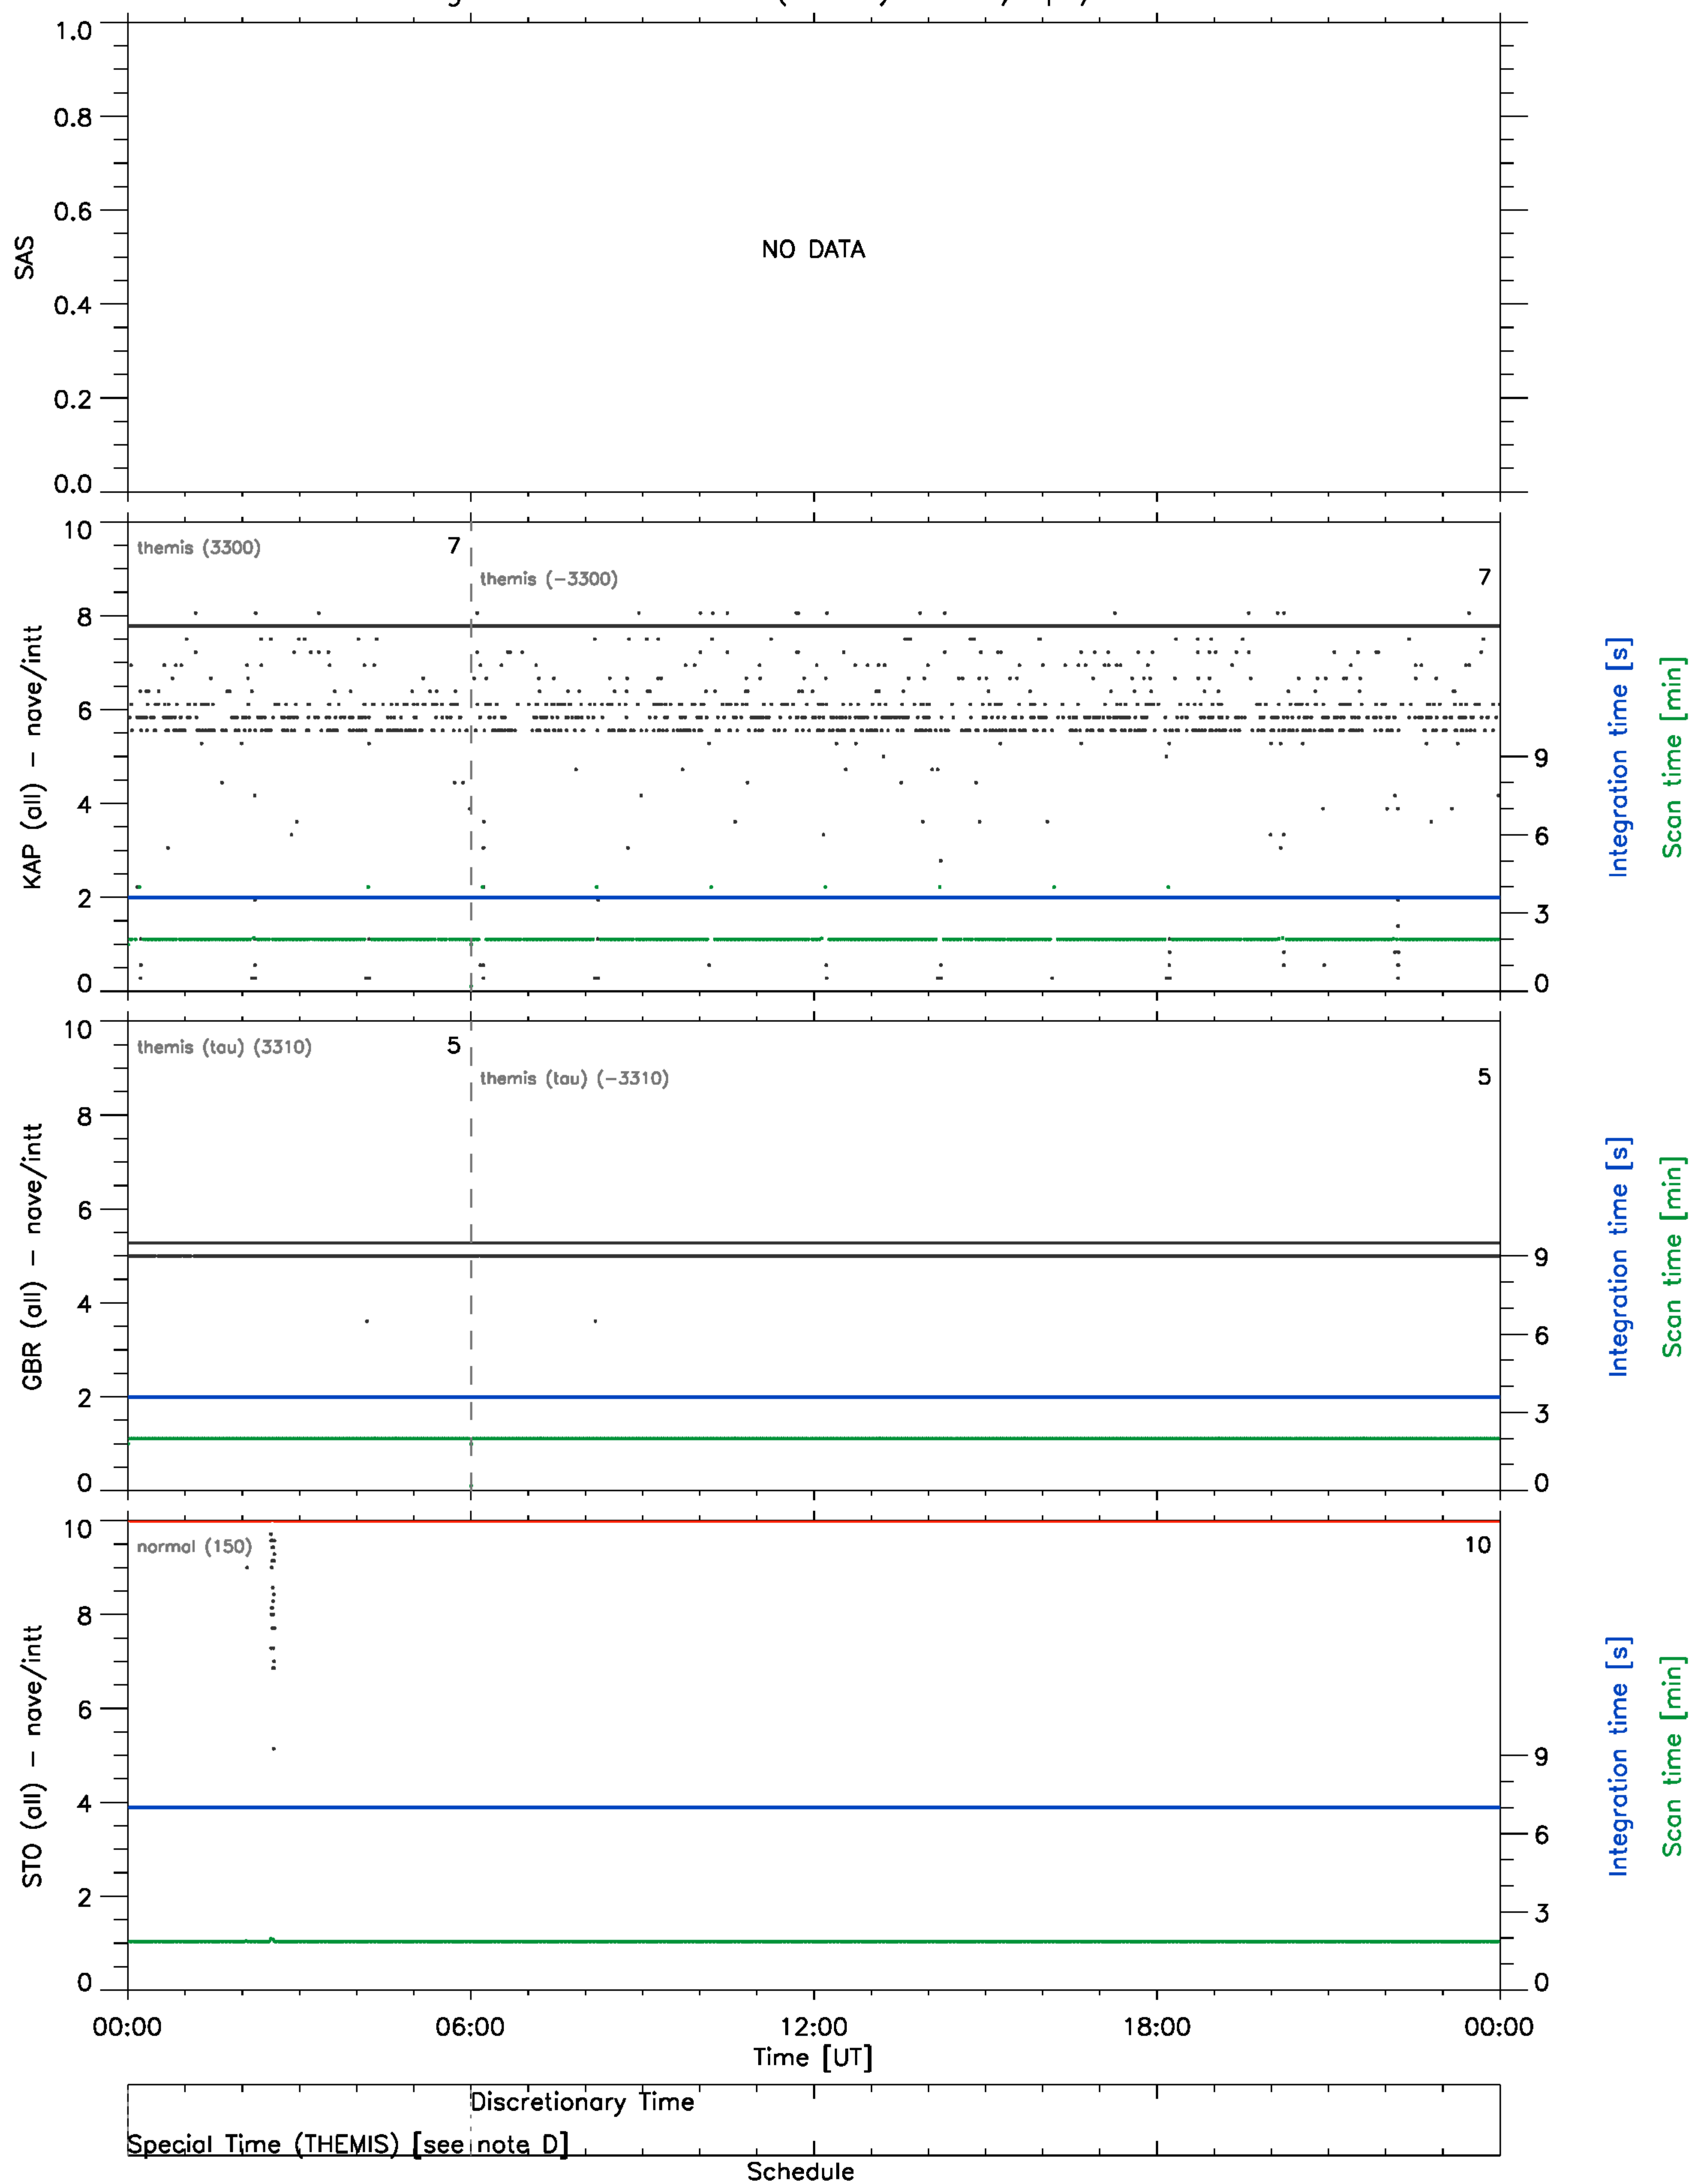 1.0
0.8
0.6
0.4
0.2
0.0
SAS
NO DATA
10
8
6
4
2
0
KAP (all) – nave/intt
themis (3300)
7
themis (−3300)
7
9
6
3
0
Integration time [s]
Scan time [min]
10
8
6
4
2
0
GBR (all) – nave/intt
themis (tau) (3310)
5
themis (tau) (−3310)
5
9
6
3
0
Integration time [s]
Scan time [min]
10
8
6
4
2
0
STO (all) – nave/intt
normal (150)
10
9
6
3
0
Integration time [s]
Scan time [min]
00:00 06:00 12:00 18:00 00:00
Time [UT]
Discretionary Time
Special Time (THEMIS) [see note D]
Schedule